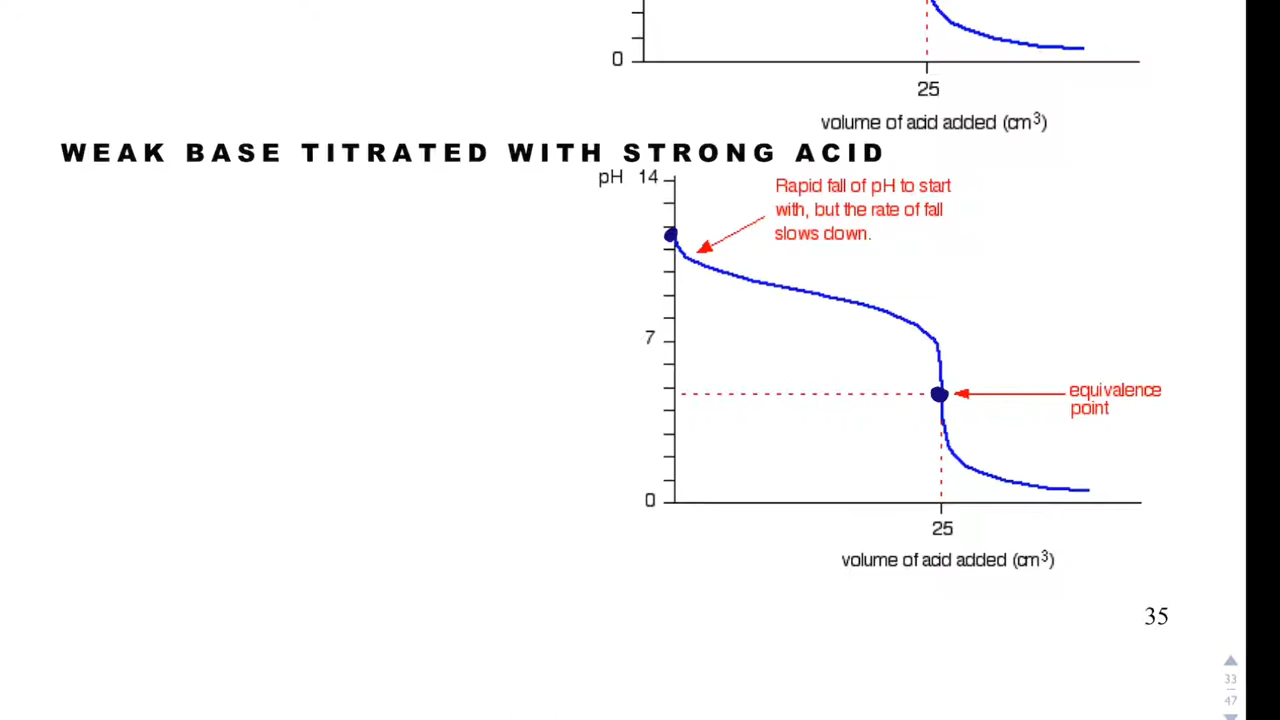 0
25
volume of acid added (cm³)
WEAK BASE TITRATED WITH STRONG ACID
pH 14
Rapid fall of pH to start
with, but the rate of fall
slows down.
7
equivalence
point
0
25
volume of acid added (cm³)
35
33
47